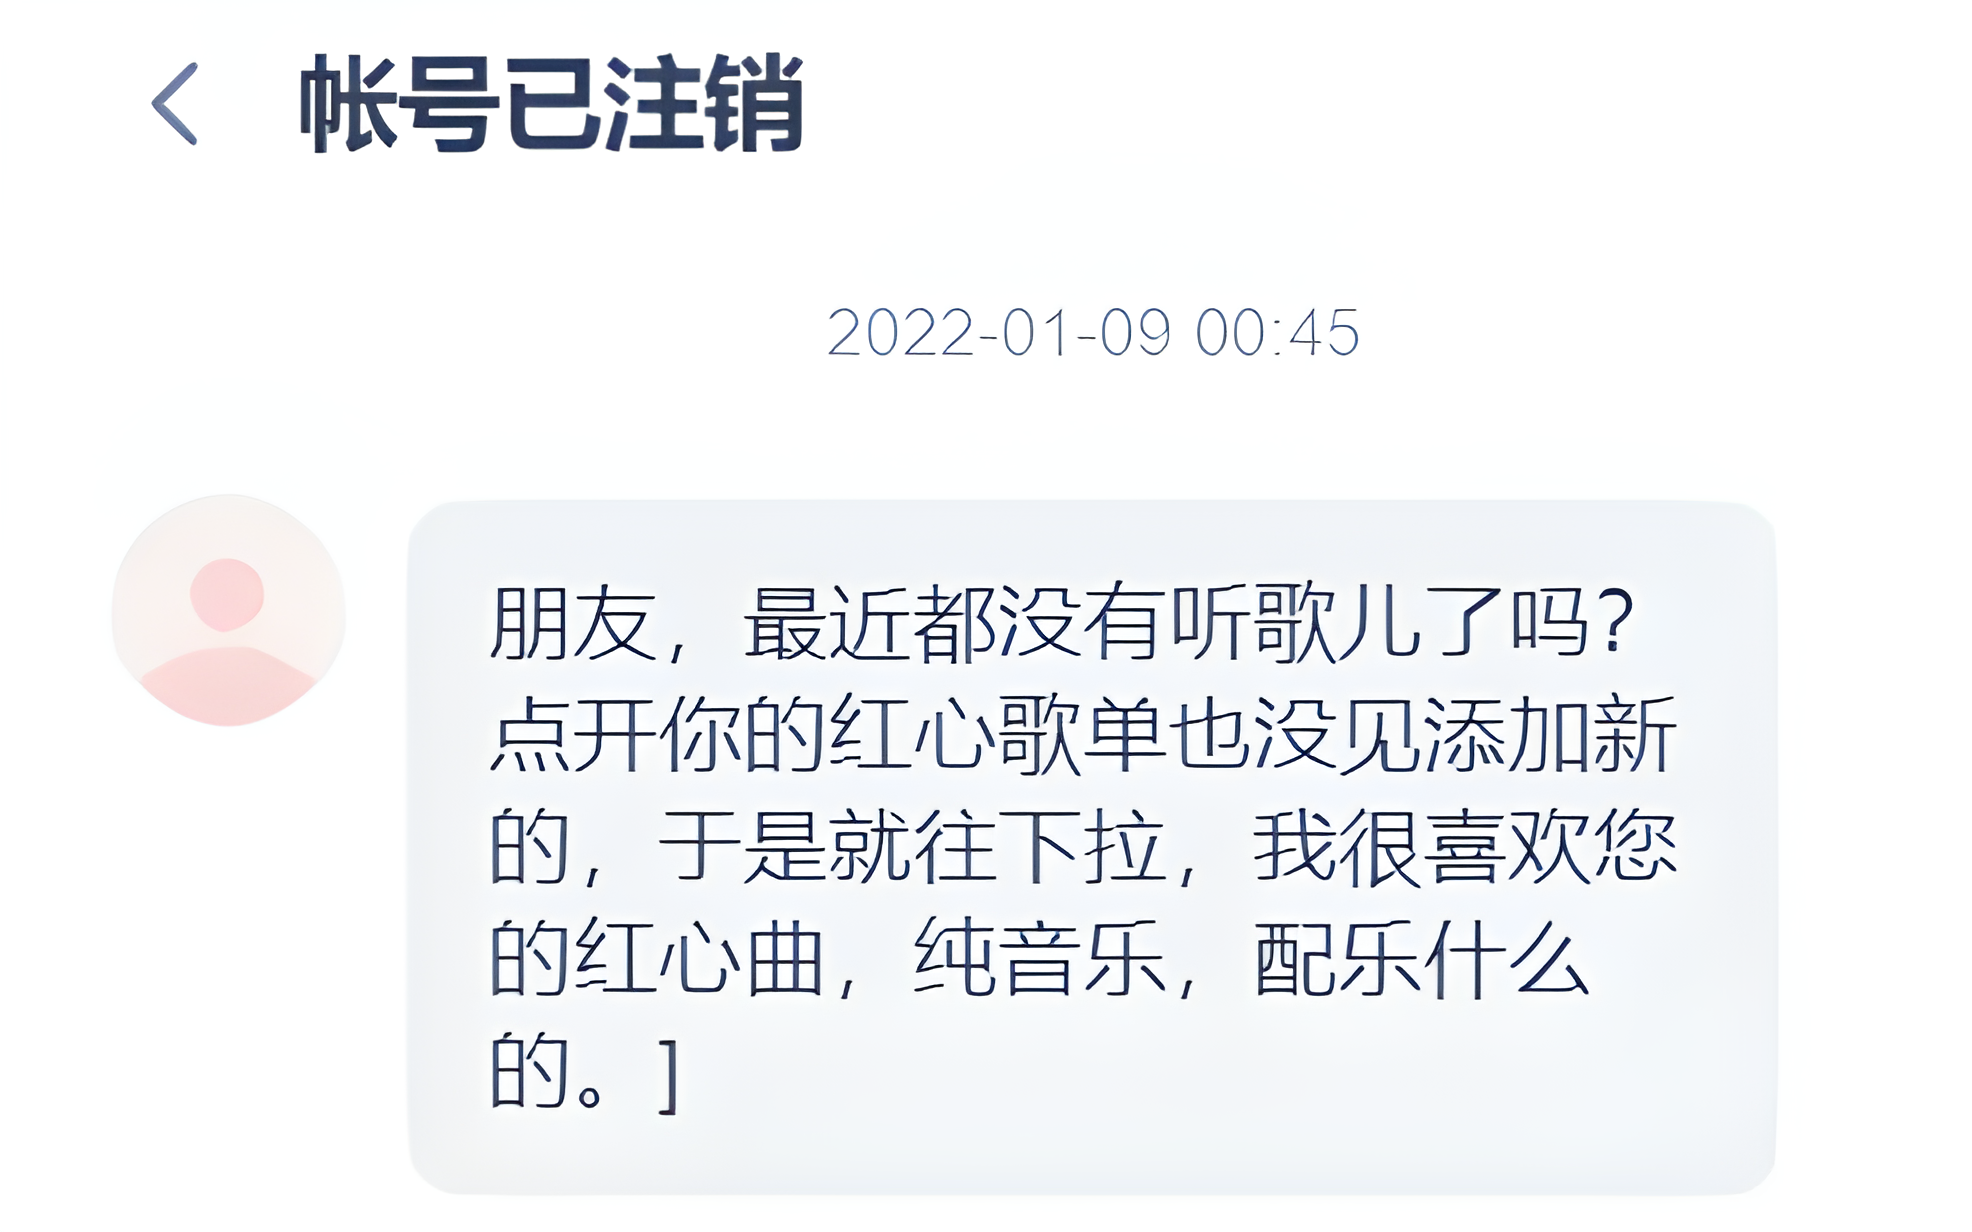 帐号已注销
2022-01-09 00:45
朋友，最近都没有听歌儿了吗？
点开你的红心歌单也没见添加新
的，于是就往下拉，我很喜欢您
的红心曲，纯音乐，配乐什么
的。]